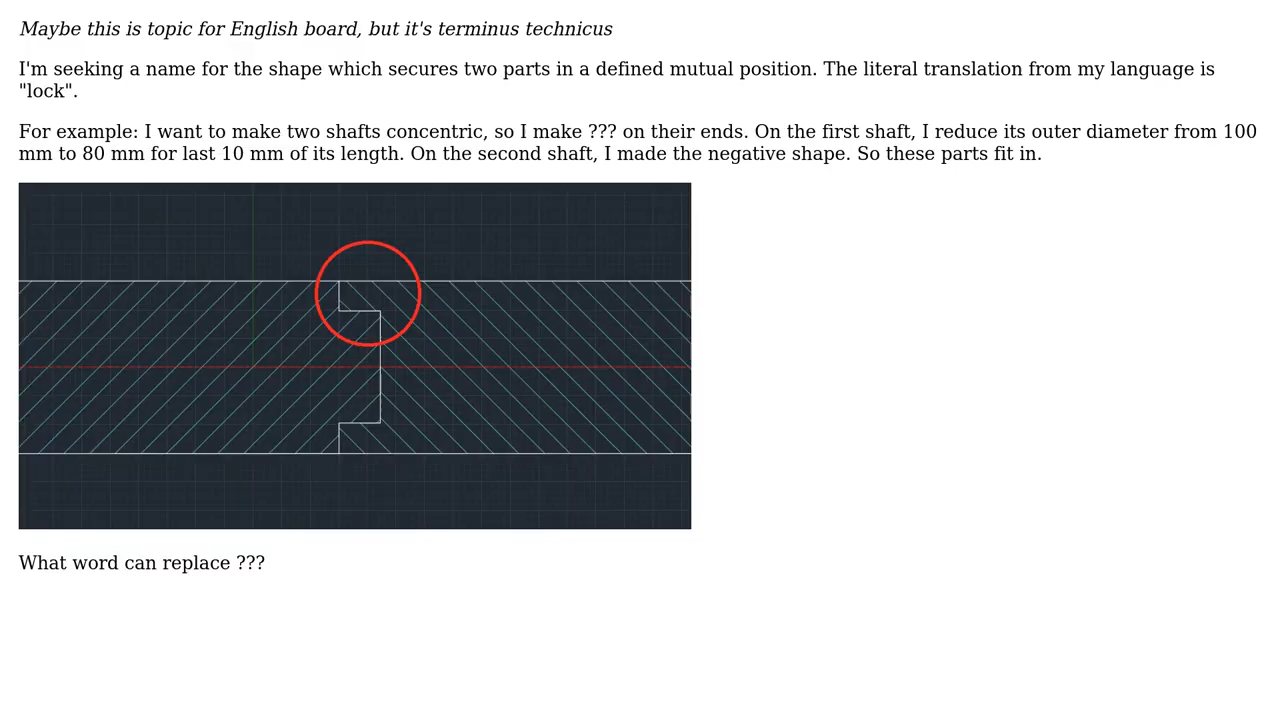 Maybe this is topic for English board, but it's terminus technicus
I'm seeking a name for the shape which secures two parts in a defined mutual position. The literal translation from my language is
"lock".
For example: I want to make two shafts concentric, so I make ??? on their ends. On the first shaft, I reduce its outer diameter from 100
mm to 80 mm for last 10 mm of its length. On the second shaft, I made the negative shape. So these parts fit in.
What word can replace ???